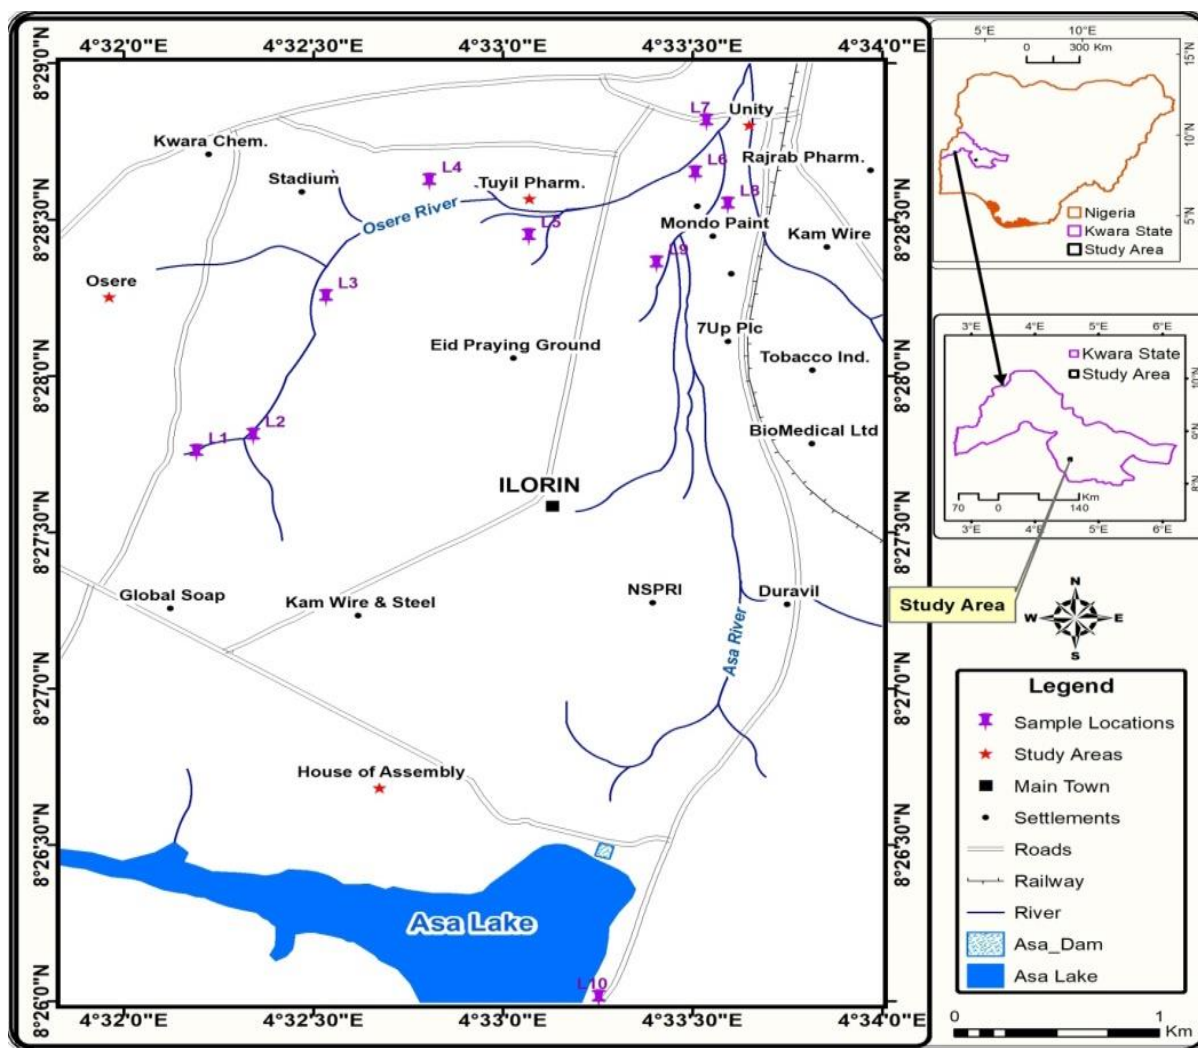 4°32'0"E
4°32'30"E
4°33'0"E
4°33'30"E
4°34'0"E
8°29'0"N
8°28'30"N
8°28'0"N
8°27'30"N
8°27'0"N
8°26'30"N
8°26'0"N
L7
Unity
Kwara Chem.
L4
L6
Rajrab Pharm.
Stadium
Tuyil Pharm.
L8
Osere River
L5
Mondo Paint
Kam Wire
L9
Osere
L3
7Up Plc
Eid Praying Ground
Tobacco Ind.
L1
L2
BioMedical Ltd
ILORIN
Global Soap
Kam Wire & Steel
NSPRI
Duravil
Asa River
House of Assembly
Asa Lake
L10
8°29'0"N
8°28'30"N
8°28'0"N
8°27'30"N
8°27'0"N
8°26'30"N
8°26'0"N
4°32'0"E
4°32'30"E
4°33'0"E
4°33'30"E
4°34'0"E
5°E
10°E
0 300 Km
15°N
10°N
5°N
Nigeria
Kwara State
Study Area
3°E
4°E
5°E
6°E
Kwara State
Study Area
10°N
9°N
8°N
70 0 140 Km
3°E
4°E
5°E
6°E
Study Area
N
W
E
S
Legend
Sample Locations
Study Areas
Main Town
Settlements
Roads
Railway
River
Asa_Dam
Asa Lake
0 1
Km